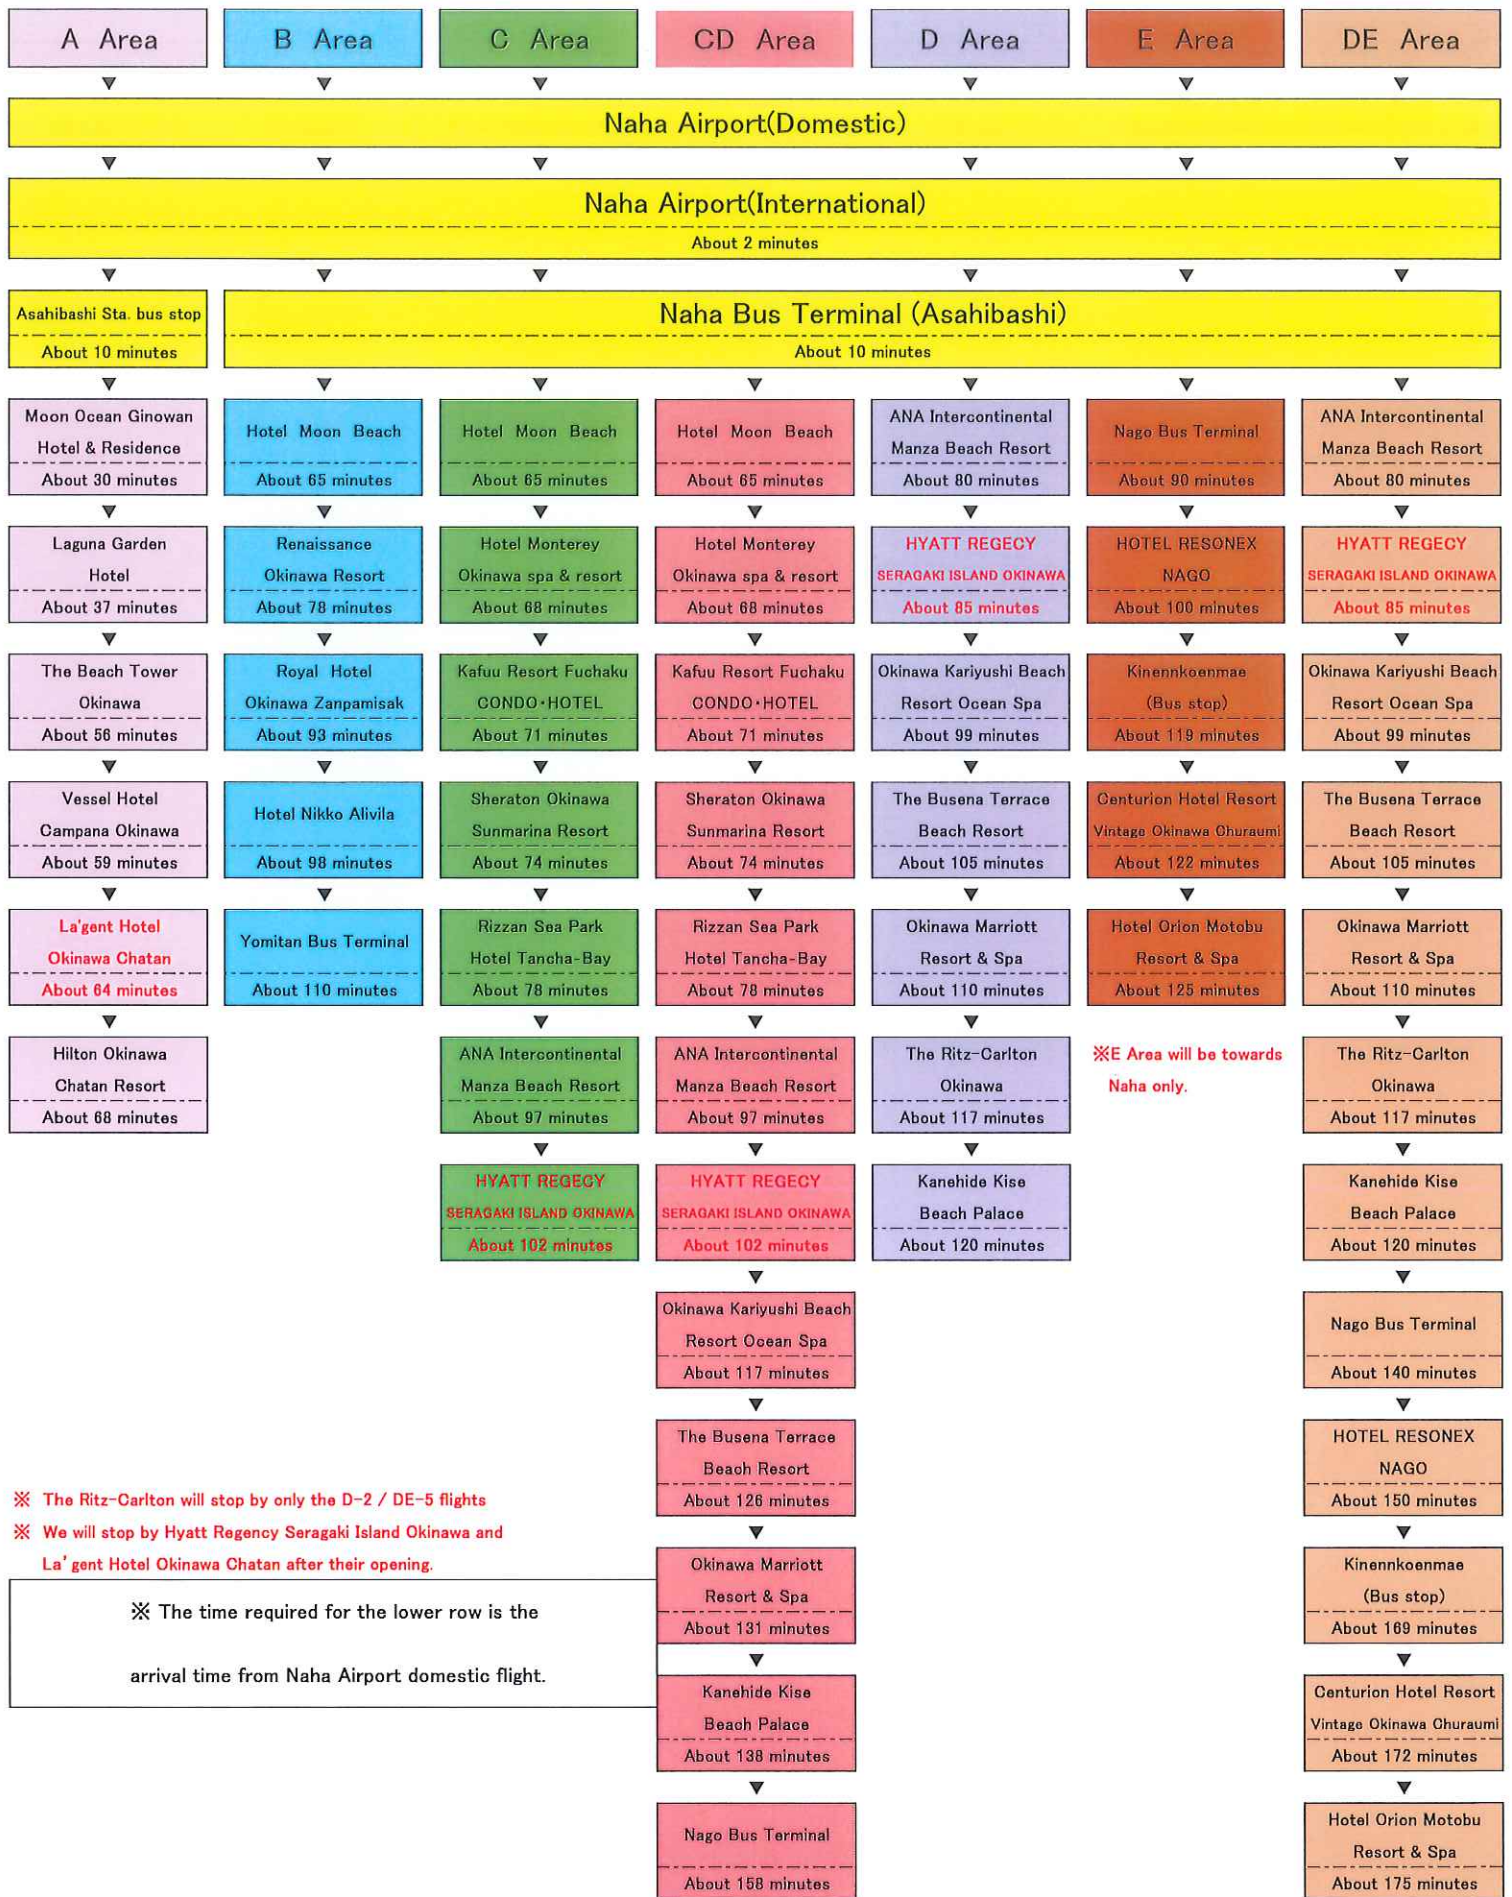 A Area
B Area
C Area
CD Area
D Area
E Area
DE Area
Naha Airport(Domestic)
Naha Airport(International)
About 2 minutes
Asahibashi Sta. bus stop
About 10 minutes
Naha Bus Terminal (Asahibashi)
About 10 minutes
Moon Ocean Ginowan
Hotel & Residence
About 30 minutes
Hotel Moon Beach
About 65 minutes
Hotel Moon Beach
About 65 minutes
Hotel Moon Beach
About 65 minutes
ANA Intercontinental
Manza Beach Resort
About 80 minutes
Nago Bus Terminal
About 90 minutes
ANA Intercontinental
Manza Beach Resort
About 80 minutes
Laguna Garden
Hotel
About 37 minutes
Renaissance
Okinawa Resort
About 78 minutes
Hotel Monterey
Okinawa spa & resort
About 68 minutes
Hotel Monterey
Okinawa spa & resort
About 68 minutes
HYATT REGECY
SERAGAKI ISLAND OKINAWA
About 85 minutes
HOTEL RESONEX
NAGO
About 100 minutes
HYATT REGECY
SERAGAKI ISLAND OKINAWA
About 85 minutes
The Beach Tower
Okinawa
About 56 minutes
Royal Hotel
Okinawa Zanpamisak
About 93 minutes
Kafuu Resort Fuchaku
CONDO・HOTEL
About 71 minutes
Kafuu Resort Fuchaku
CONDO・HOTEL
About 71 minutes
Okinawa Kariyushi Beach
Resort Ocean Spa
About 99 minutes
Kinennkoenmae
(Bus stop)
About 119 minutes
Okinawa Kariyushi Beach
Resort Ocean Spa
About 99 minutes
Vessel Hotel
Campana Okinawa
About 59 minutes
Hotel Nikko Alivila
About 98 minutes
Sheraton Okinawa
Sunmarina Resort
About 74 minutes
Sheraton Okinawa
Sunmarina Resort
About 74 minutes
The Busena Terrace
Beach Resort
About 105 minutes
Centurion Hotel Resort
Vintage Okinawa Churaumi
About 122 minutes
The Busena Terrace
Beach Resort
About 105 minutes
La'gent Hotel
Okinawa Chatan
About 64 minutes
Yomitan Bus Terminal
About 110 minutes
Rizzan Sea Park
Hotel Tancha-Bay
About 78 minutes
Rizzan Sea Park
Hotel Tancha-Bay
About 78 minutes
Okinawa Marriott
Resort & Spa
About 110 minutes
Hotel Orion Motobu
Resort & Spa
About 125 minutes
Okinawa Marriott
Resort & Spa
About 110 minutes
Hilton Okinawa
Chatan Resort
About 68 minutes
ANA Intercontinental
Manza Beach Resort
About 97 minutes
ANA Intercontinental
Manza Beach Resort
About 97 minutes
The Ritz-Carlton
Okinawa
About 117 minutes
※E Area will be towards
Naha only.
The Ritz-Carlton
Okinawa
About 117 minutes
HYATT REGECY
SERAGAKI ISLAND OKINAWA
About 102 minutes
HYATT REGECY
SERAGAKI ISLAND OKINAWA
About 102 minutes
Kanehide Kise
Beach Palace
About 120 minutes
Kanehide Kise
Beach Palace
About 120 minutes
Okinawa Kariyushi Beach
Resort Ocean Spa
About 117 minutes
Nago Bus Terminal
About 140 minutes
The Busena Terrace
Beach Resort
About 126 minutes
HOTEL RESONEX
NAGO
About 150 minutes
※ The Ritz-Carlton will stop by only the D-2 / DE-5 flights
※ We will stop by Hyatt Regency Seragaki Island Okinawa and
La'gent Hotel Okinawa Chatan after their opening.
Okinawa Marriott
Resort & Spa
About 131 minutes
Kinennkoenmae
(Bus stop)
About 169 minutes
※ The time required for the lower row is the
arrival time from Naha Airport domestic flight.
Kanehide Kise
Beach Palace
About 138 minutes
Centurion Hotel Resort
Vintage Okinawa Churaumi
About 172 minutes
Nago Bus Terminal
About 158 minutes
Hotel Orion Motobu
Resort & Spa
About 175 minutes